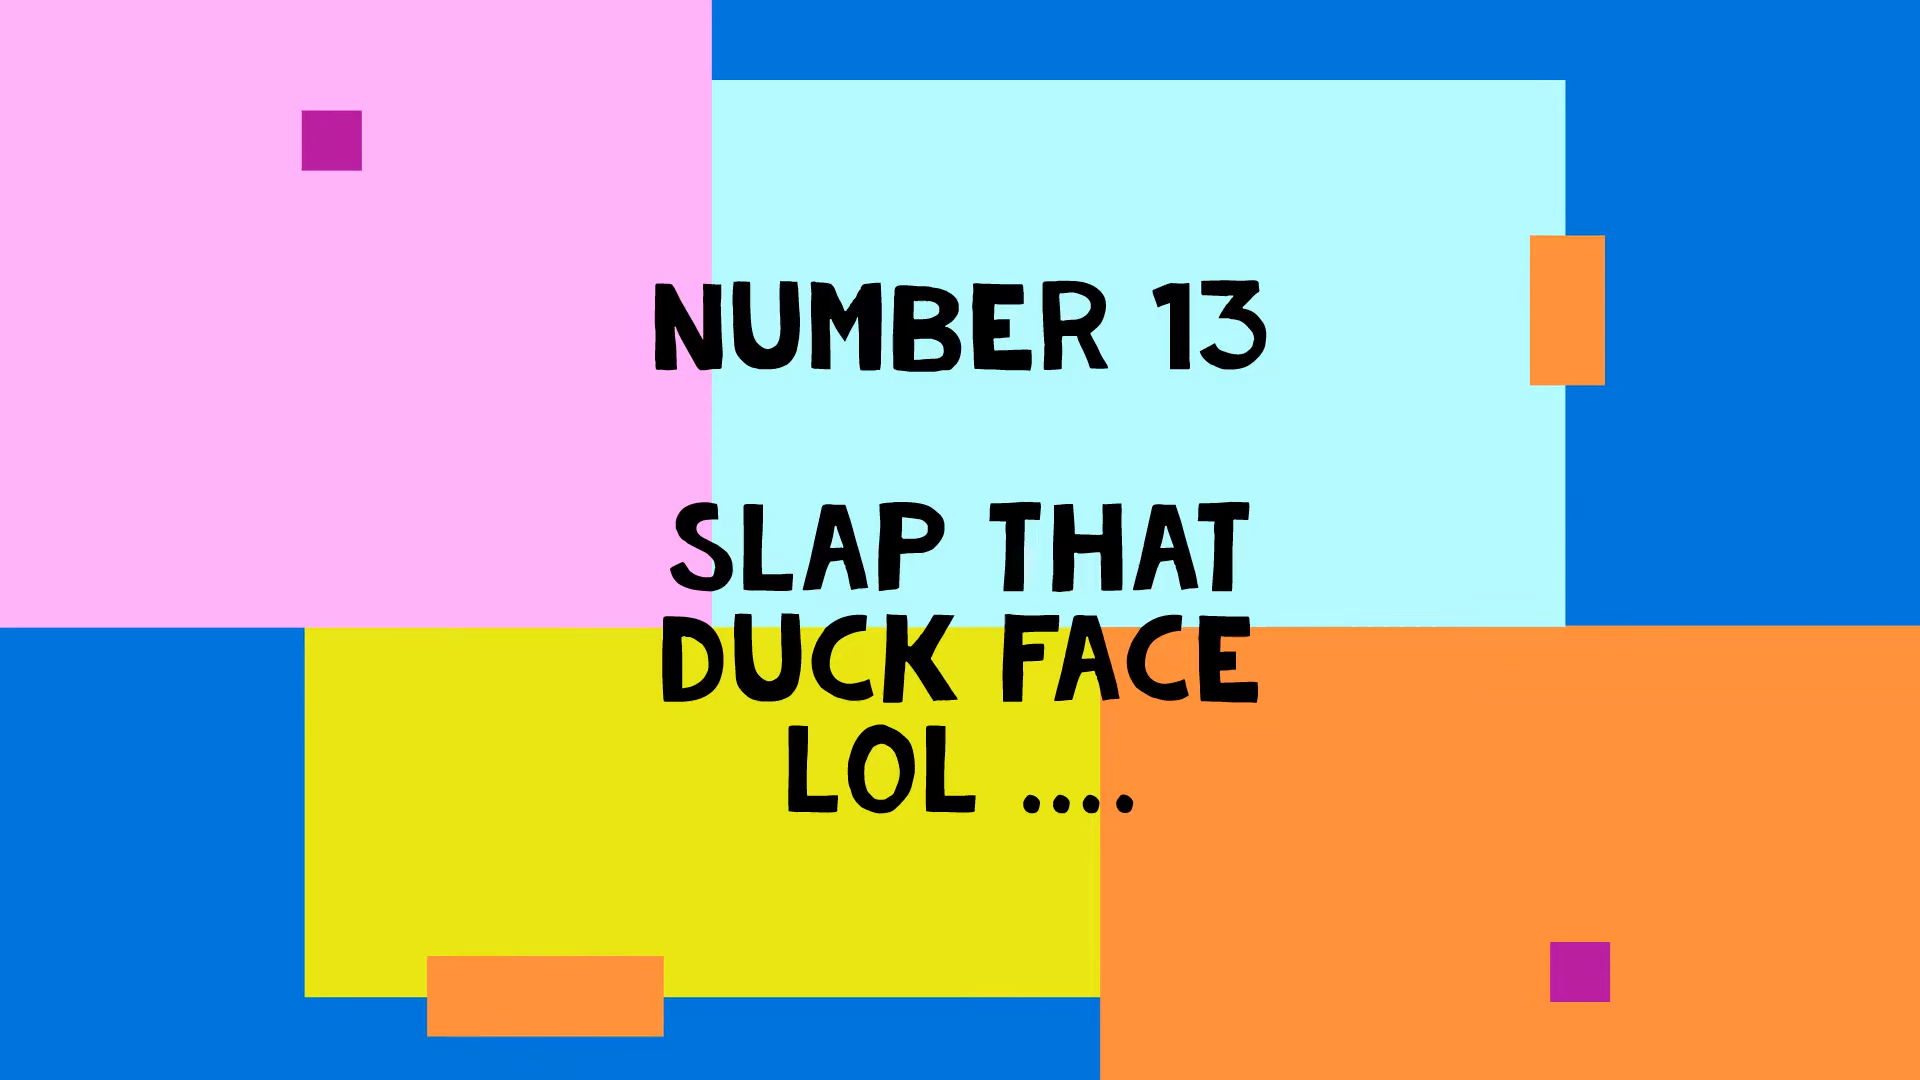 NUMBER 13
SLAP THAT
DUCK FACE
LOL ....